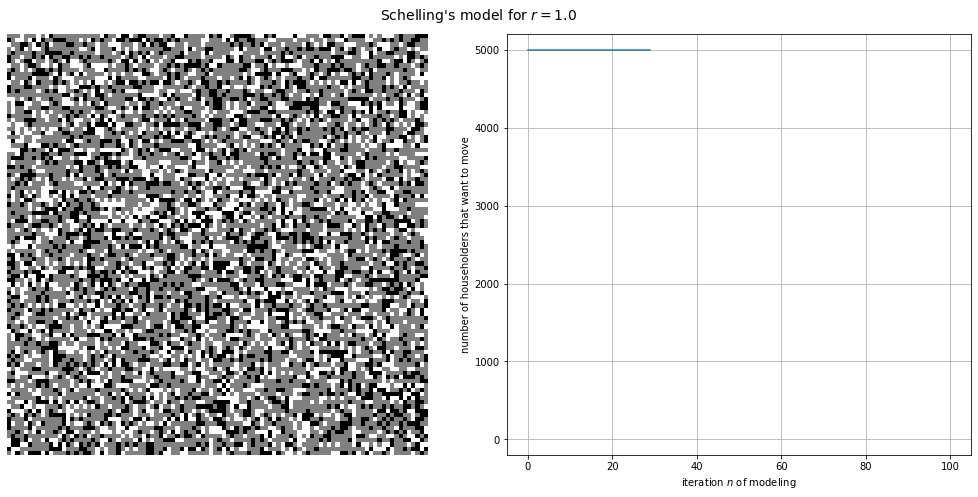 Schelling's model for r = 1.0
number of householders that want to move
5000
4000
3000
2000
1000
0
0 20 40 60 80 100
iteration n of modeling